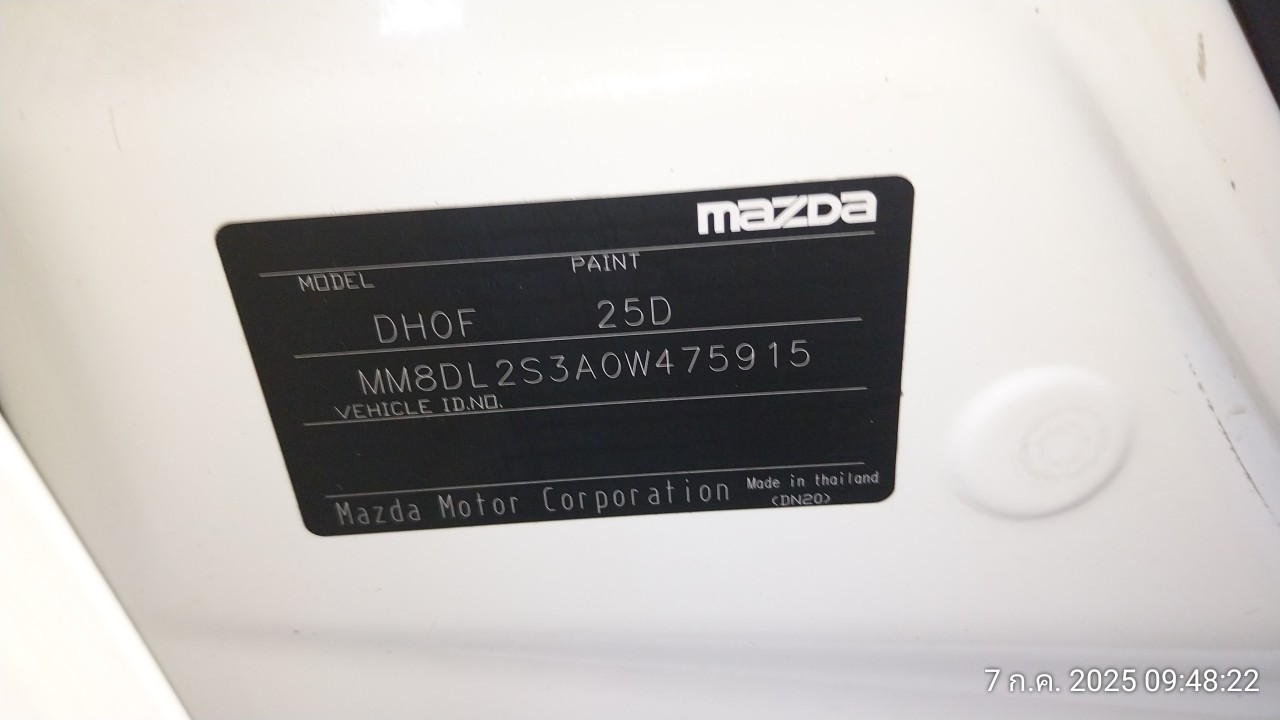 mazda
MODEL PAINT
DH0F 25D
MM8DL2S3A0W475915
VEHICLE ID.NO.
Mazda Motor Corporation Made in thailand
<DN20>
7 ก.ค. 2025 09:48:22